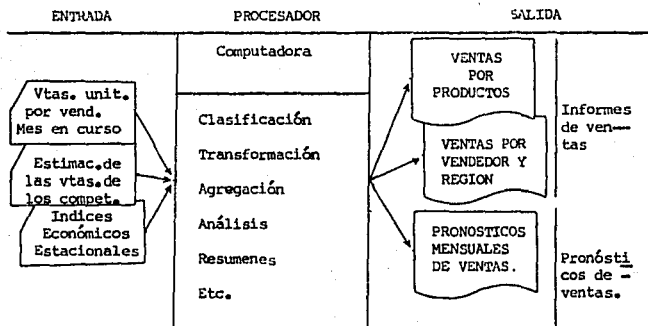 ENTRADA
PROCESADOR
SALIDA
Vtas. unit.
por vend.
Mes en curso
Estimac.de
las vtas.de
los compet.
Indices
Económicos
Estacionales
Computadora
Clasificación
Transformación
Agregación
Análisis
Resumenes
Etc.
VENTAS
POR
PRODUCTOS
VENTAS POR
VENDEDOR Y
REGION
PRONOSTICOS
MENSUALES
DE VENTAS.
Informes
de ven--
tas
Pronósti
cos de -
ventas.